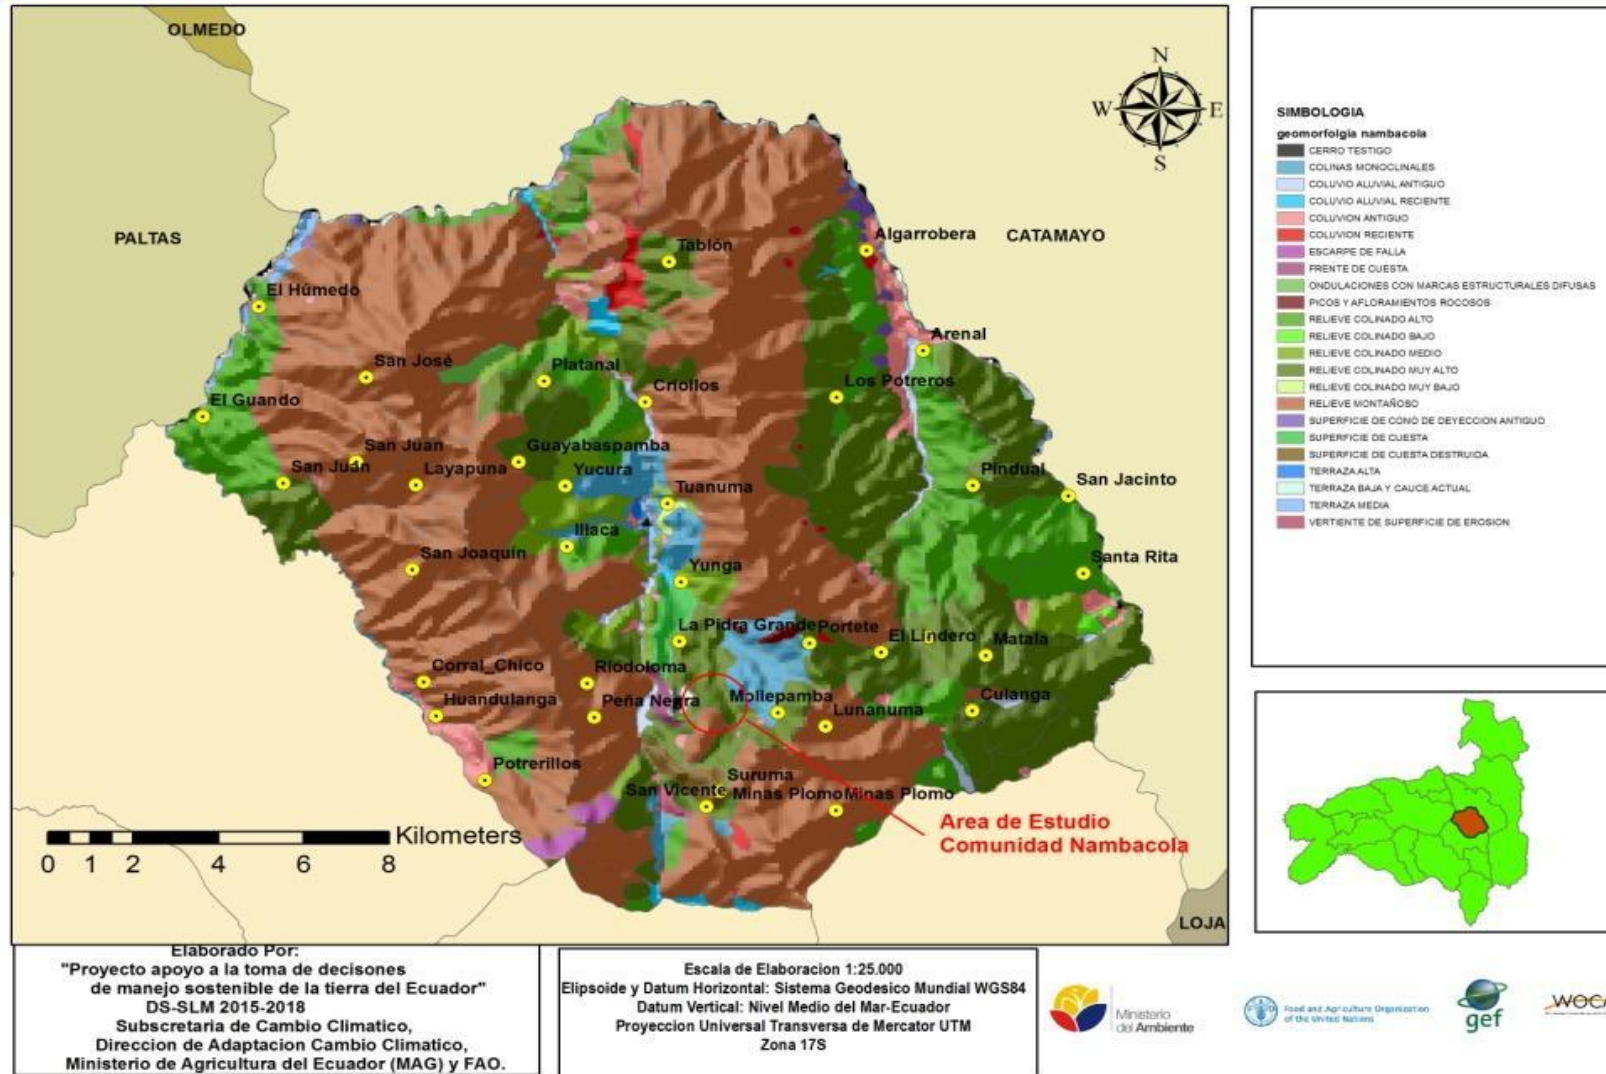 OLMEDO
N
W E
S
PALTAS
CATAMAYO
Tablón
Algarrobera
El Húmedo
Arenal
San José
Platanal
Criollos
Los Potreros
El Guando
San Juan
San Juan
Layapuna
Guayabaspamba
Yucura
Pindual
San Jacinto
Tuanuma
Illaca
San Joaquin
Yunga
Santa Rita
La Pidra Grande
Portete
El Lindero
Matala
Corral_Chico
Riodoloma
Huandulanga
Peña Negra
Mollepamba
Lunanuma
Culanga
Potrerillos
Suruma
San Vicente
Minas Plomo
Minas Plomo
Area de Estudio
Comunidad Nambacola
Kilometers
0 1 2 4 6 8
LOJA
SIMBOLOGIA
geomorfolgia nambacola
CERRO TESTIGO
COLINAS MONOCLINALES
COLUVIO ALUVIAL ANTIGUO
COLUVIO ALUVIAL RECIENTE
COLUVION ANTIGUO
COLUVION RECIENTE
ESCARPE DE FALLA
FRENTE DE CUESTA
ONDULACIONES CON MARCAS ESTRUCTURALES DIFUSAS
PICOS Y AFLORAMIENTOS ROCOSOS
RELIEVE COLINADO ALTO
RELIEVE COLINADO BAJO
RELIEVE COLINADO MEDIO
RELIEVE COLINADO MUY ALTO
RELIEVE COLINADO MUY BAJO
RELIEVE MONTAÑOSO
SUPERFICIE DE CONO DE DEYECCION ANTIGUO
SUPERFICIE DE CUESTA
SUPERFICIE DE CUESTA DESTRUIDA
TERRAZA ALTA
TERRAZA BAJA Y CAUCE ACTUAL
TERRAZA MEDIA
VERTIENTE DE SUPERFICIE DE EROSION
Elaborado Por:
"Proyecto apoyo a la toma de decisones
de manejo sostenible de la tierra del Ecuador"
DS-SLM 2015-2018
Subscretaria de Cambio Climatico,
Direccion de Adaptacion Cambio Climatico,
Ministerio de Agricultura del Ecuador (MAG) y FAO.
Escala de Elaboracion 1:25.000
Elipsoide y Datum Horizontal: Sistema Geodesico Mundial WGS84
Datum Vertical: Nivel Medio del Mar-Ecuador
Proyeccion Universal Transversa de Mercator UTM
Zona 17S
Ministerio
del Ambiente
Food and Agriculture Organization
of the United Nations
gef
WOCA